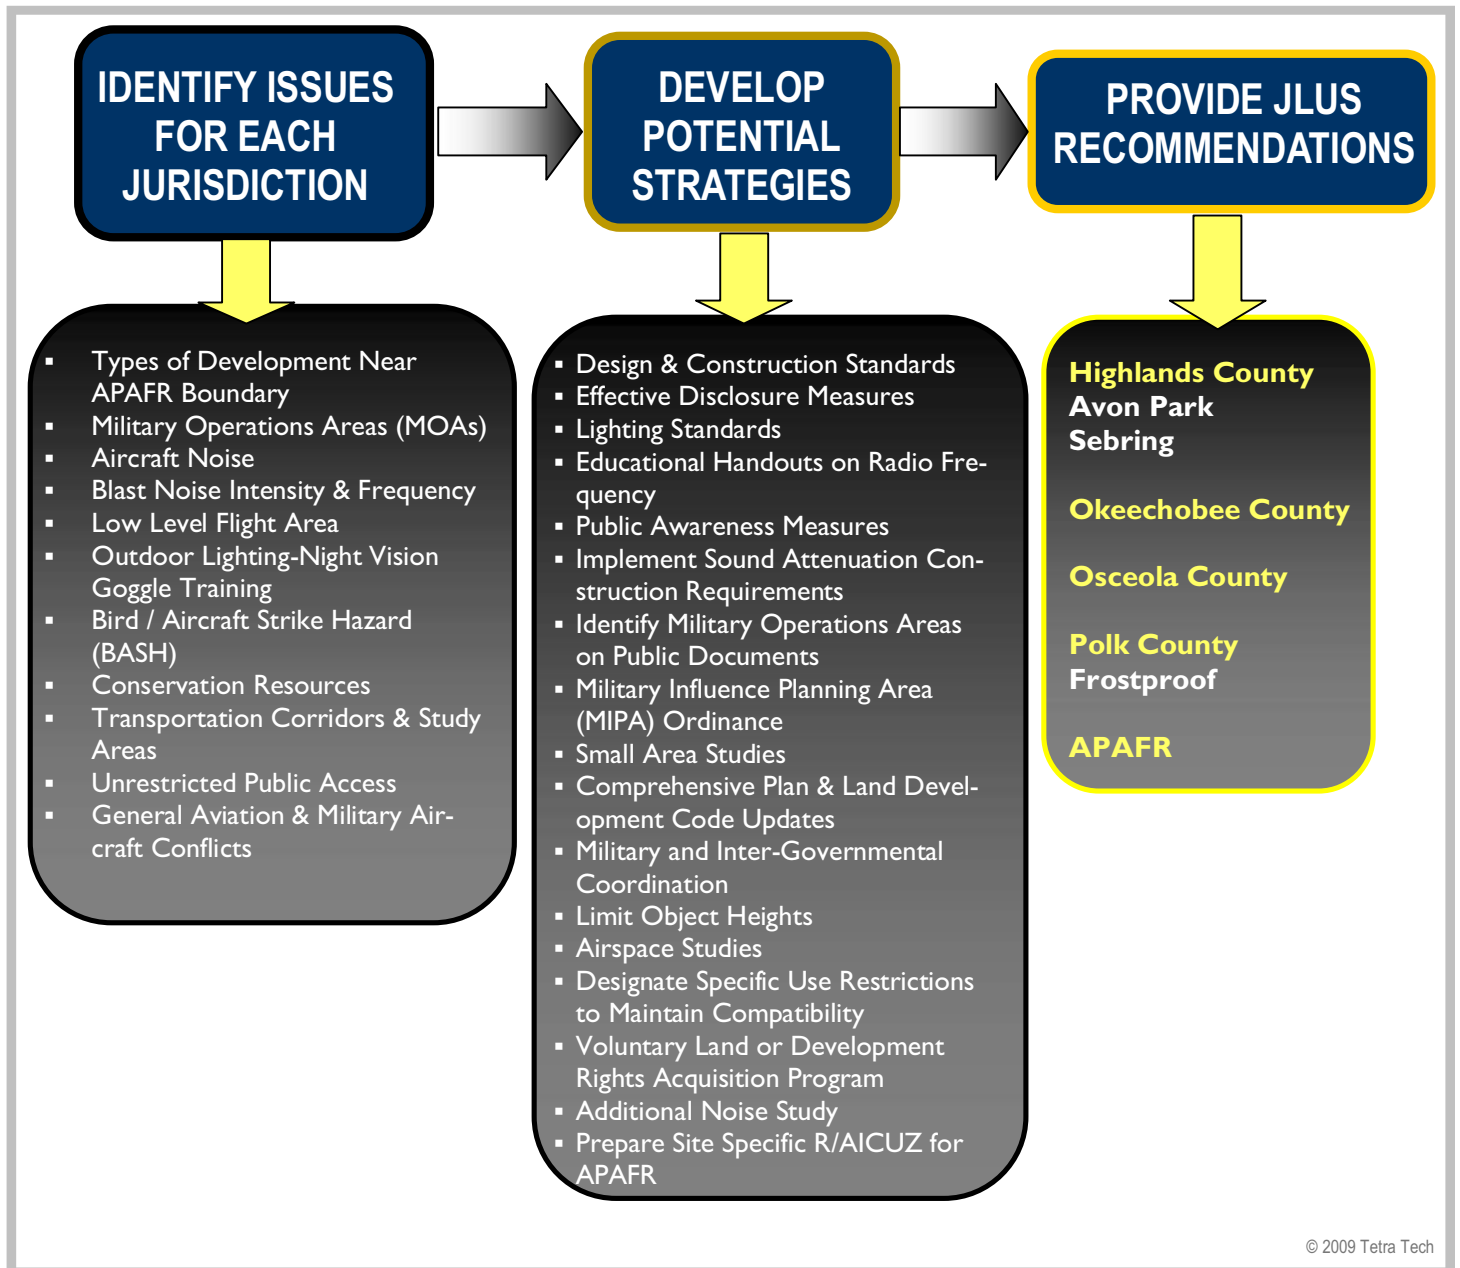 IDENTIFY ISSUES
FOR EACH
JURISDICTION
DEVELOP
POTENTIAL
STRATEGIES
PROVIDE JLUS
RECOMMENDATIONS
▪ Types of Development Near
APAFR Boundary
▪ Military Operations Areas (MOAs)
▪ Aircraft Noise
▪ Blast Noise Intensity & Frequency
▪ Low Level Flight Area
▪ Outdoor Lighting-Night Vision
Goggle Training
▪ Bird / Aircraft Strike Hazard
(BASH)
▪ Conservation Resources
▪ Transportation Corridors & Study
Areas
▪ Unrestricted Public Access
▪ General Aviation & Military Air-
craft Conflicts
▪ Design & Construction Standards
▪ Effective Disclosure Measures
▪ Lighting Standards
▪ Educational Handouts on Radio Fre-
quency
▪ Public Awareness Measures
▪ Implement Sound Attenuation Con-
struction Requirements
▪ Identify Military Operations Areas
on Public Documents
▪ Military Influence Planning Area
(MIPA) Ordinance
▪ Small Area Studies
▪ Comprehensive Plan & Land Devel-
opment Code Updates
▪ Military and Inter-Governmental
Coordination
▪ Limit Object Heights
▪ Airspace Studies
▪ Designate Specific Use Restrictions
to Maintain Compatibility
▪ Voluntary Land or Development
Rights Acquisition Program
▪ Additional Noise Study
▪ Prepare Site Specific R/AICUZ for
APAFR
Highlands County
Avon Park
Sebring
Okeechobee County
Osceola County
Polk County
Frostproof
APAFR
© 2009 Tetra Tech